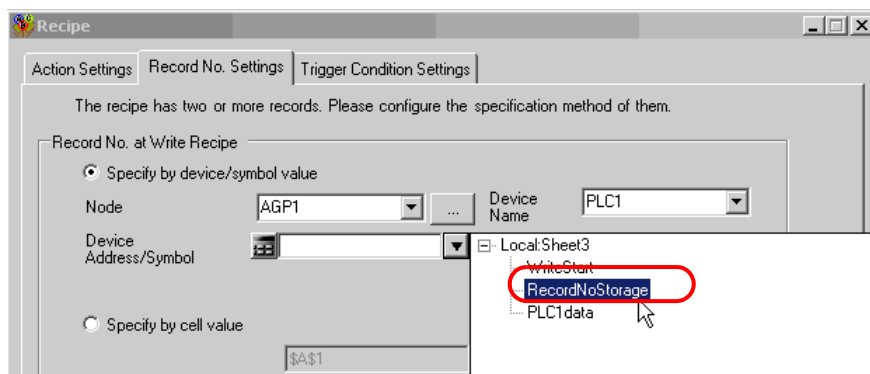 Recipe
Action Settings Record No. Settings Trigger Condition Settings
The recipe has two or more records. Please configure the specification method of them.
Record No. at Write Recipe
Specify by device/symbol value
Node AGP1 ... Device Name PLC1
Device Address/Symbol
Local:Sheet3
WriteStart
RecordNoStorage
PLC1data
Specify by cell value
$A$1